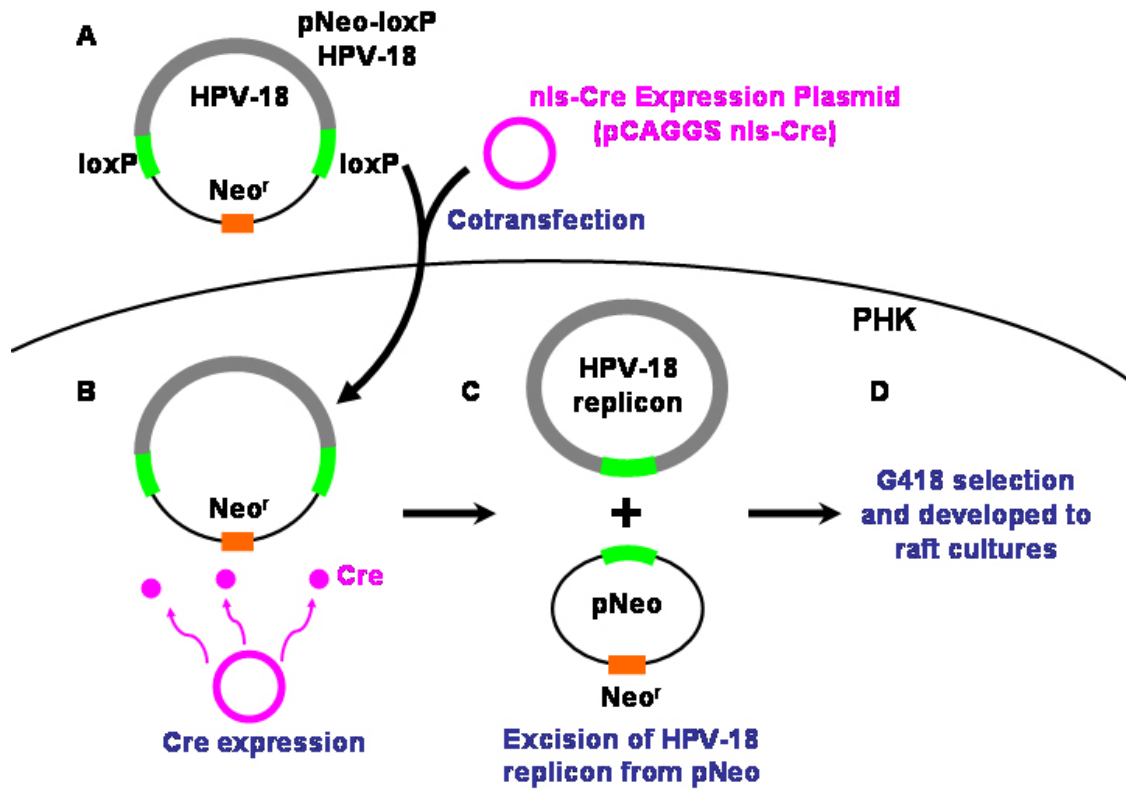 A
pNeo-loxP
HPV-18
HPV-18
loxP
loxP
Neoʳ
nls-Cre Expression Plasmid
(pCAGGS nls-Cre)
Cotransfection
PHK
B
Neoʳ
Cre
Cre expression
C
HPV-18
replicon
+
pNeo
Neoʳ
Excision of HPV-18
replicon from pNeo
D
G418 selection
and developed to
raft cultures